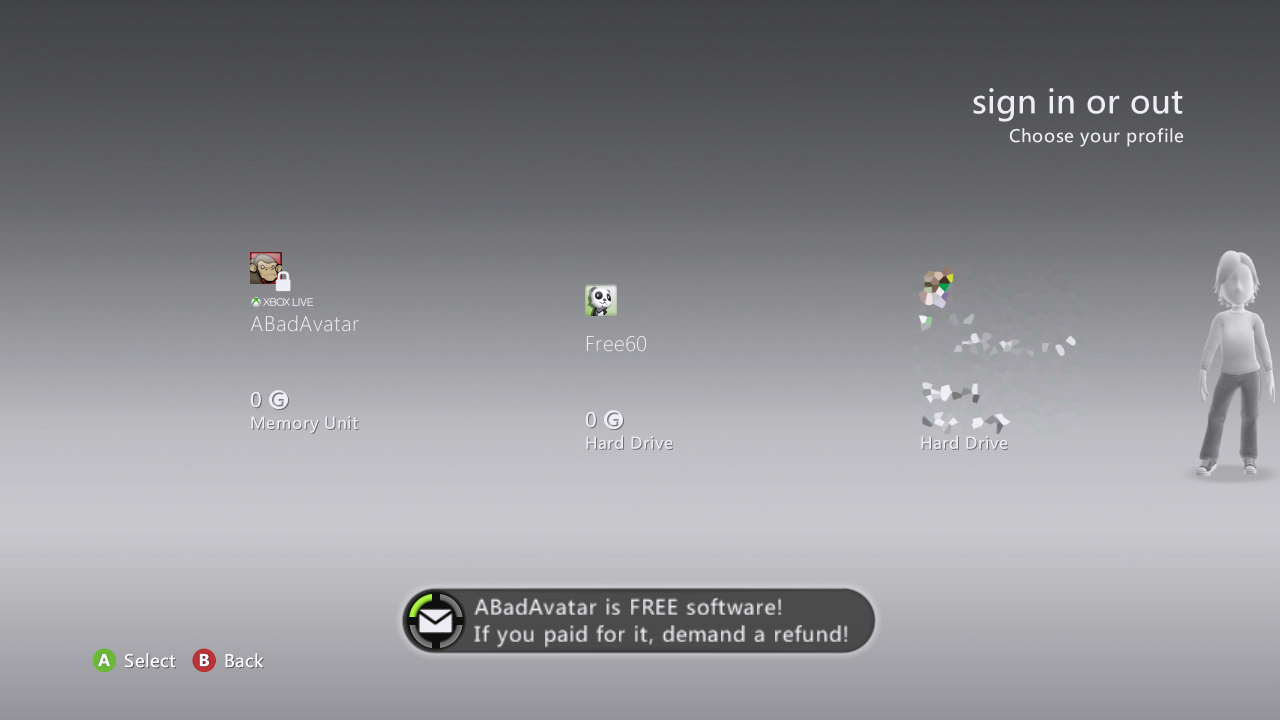 sign in or out
Choose your profile
XBOX LIVE
ABadAvatar
0 G
Memory Unit
Free60
0 G
Hard Drive
Hard Drive
ABadAvatar is FREE software!
If you paid for it, demand a refund!
A Select B Back